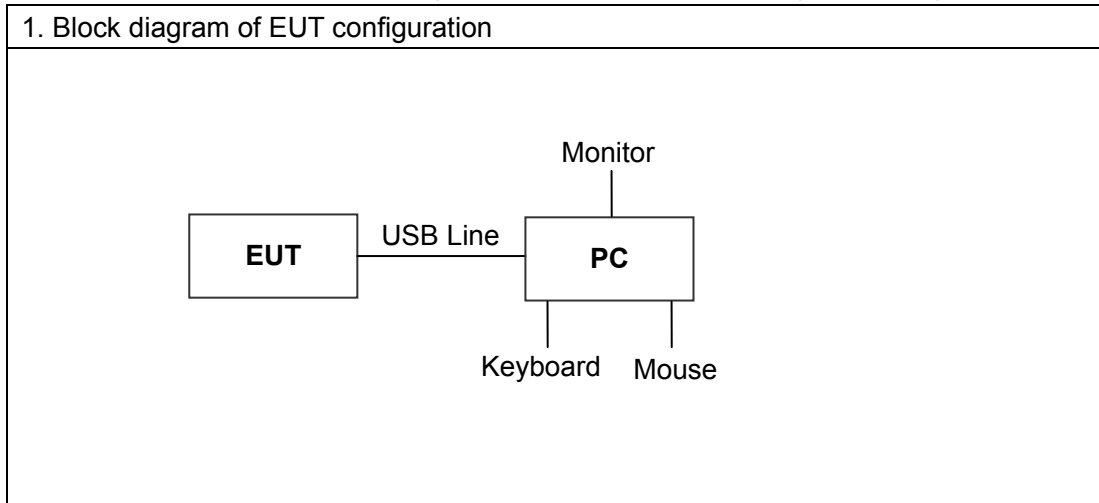 1. Block diagram of EUT configuration
Monitor
EUT
USB Line
PC
Keyboard
Mouse